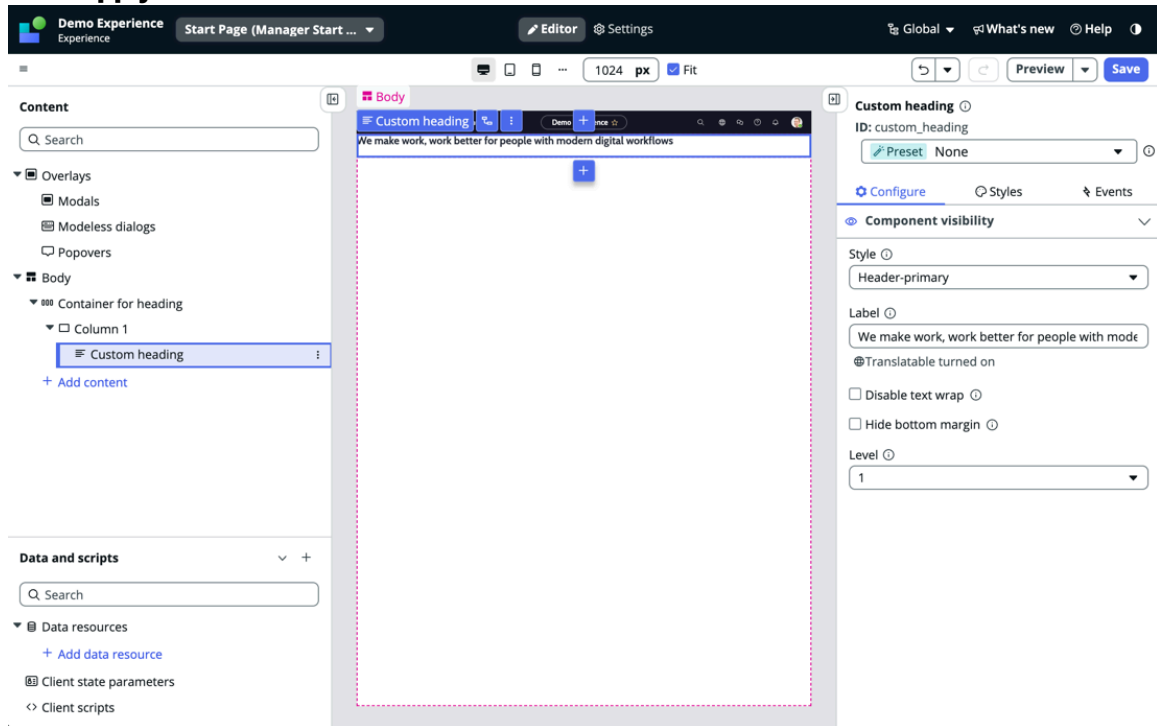 Demo Experience
Experience
Start Page (Manager Start ...
Editor
Settings
Global
What's new
Help
1024 px
Fit
Preview
Save
Content
Search
Overlays
Modals
Modeless dialogs
Popovers
Body
Container for heading
Column 1
Custom heading
+ Add content
Data and scripts
Search
Data resources
+ Add data resource
Client state parameters
Client scripts
Body
Custom heading
Demo
nce
We make work, work better for people with modern digital workflows
Custom heading
ID: custom_heading
Preset None
Configure
Styles
Events
Component visibility
Style
Header-primary
Label
We make work, work better for people with mode
Translatable turned on
Disable text wrap
Hide bottom margin
Level
1